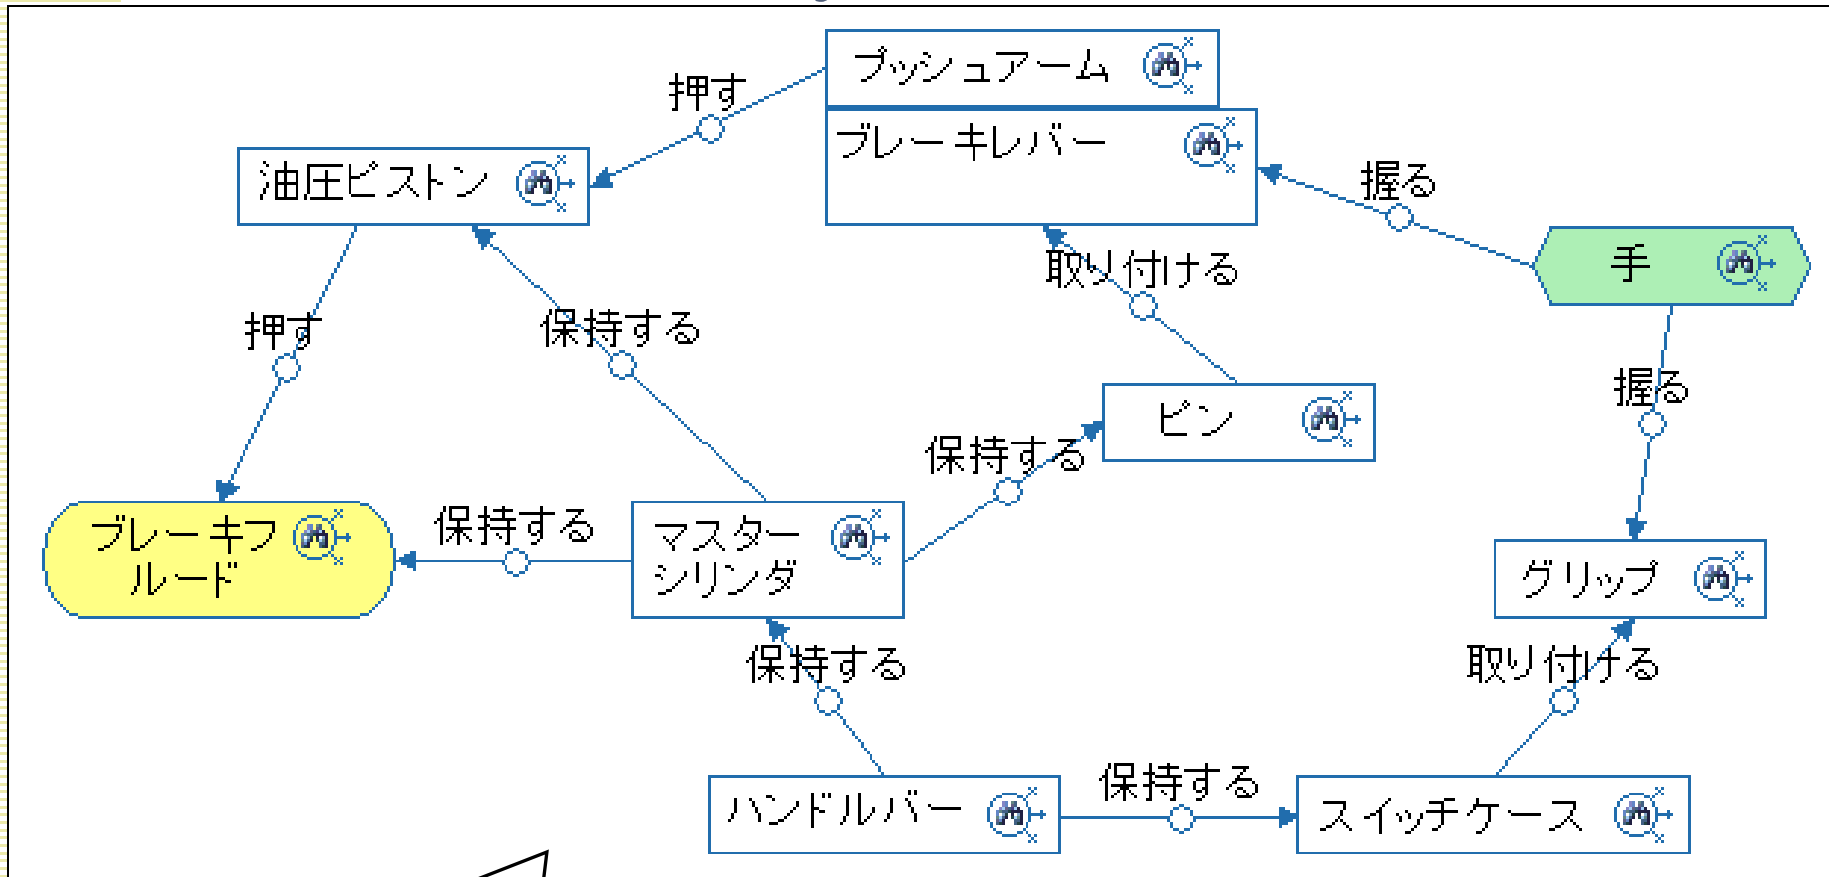 プッシュアーム
押す
ブレーキレバー
油圧ピストン
握る
手
取り付ける
押す
保持する
握る
ピン
保持する
ブレーキフ
ルード
保持する
マスター
シリンダ
グリップ
保持する
取り付ける
保持する
ハンドルバー
スイッチケース